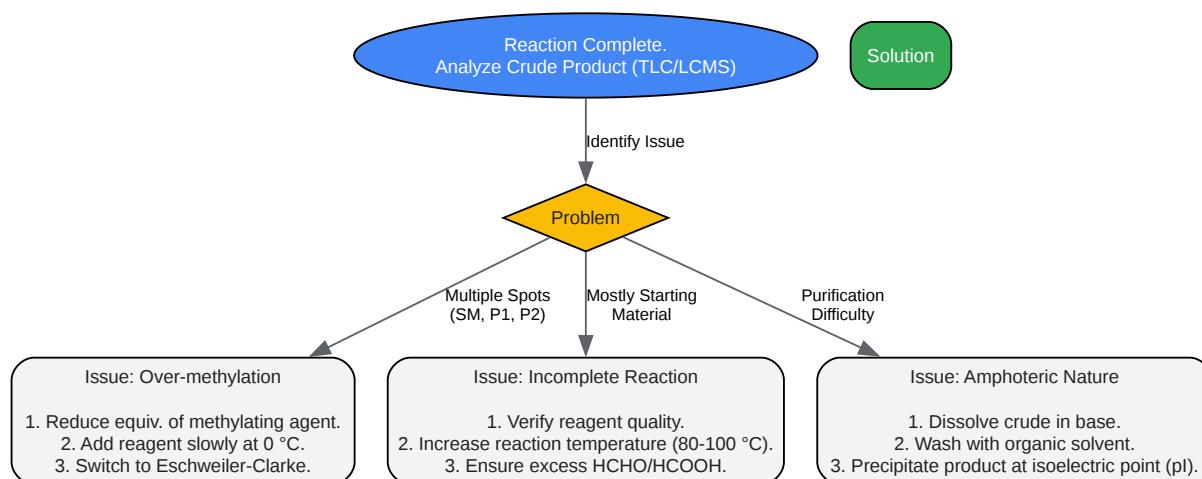 Reaction Complete.
Analyze Crude Product (TLC/LCMS)
Solution
Identify Issue
Problem
Multiple Spots
(SM, P1, P2)
Mostly Starting
Material
Purification
Difficulty
Issue: Over-methylation
1. Reduce equiv. of methylating agent.
2. Add reagent slowly at 0 °C.
3. Switch to Eschweiler-Clarke.
Issue: Incomplete Reaction
1. Verify reagent quality.
2. Increase reaction temperature (80-100 °C).
3. Ensure excess HCHO/HCOOH.
Issue: Amphoteric Nature
1. Dissolve crude in base.
2. Wash with organic solvent.
3. Precipitate product at isoelectric point (pI).